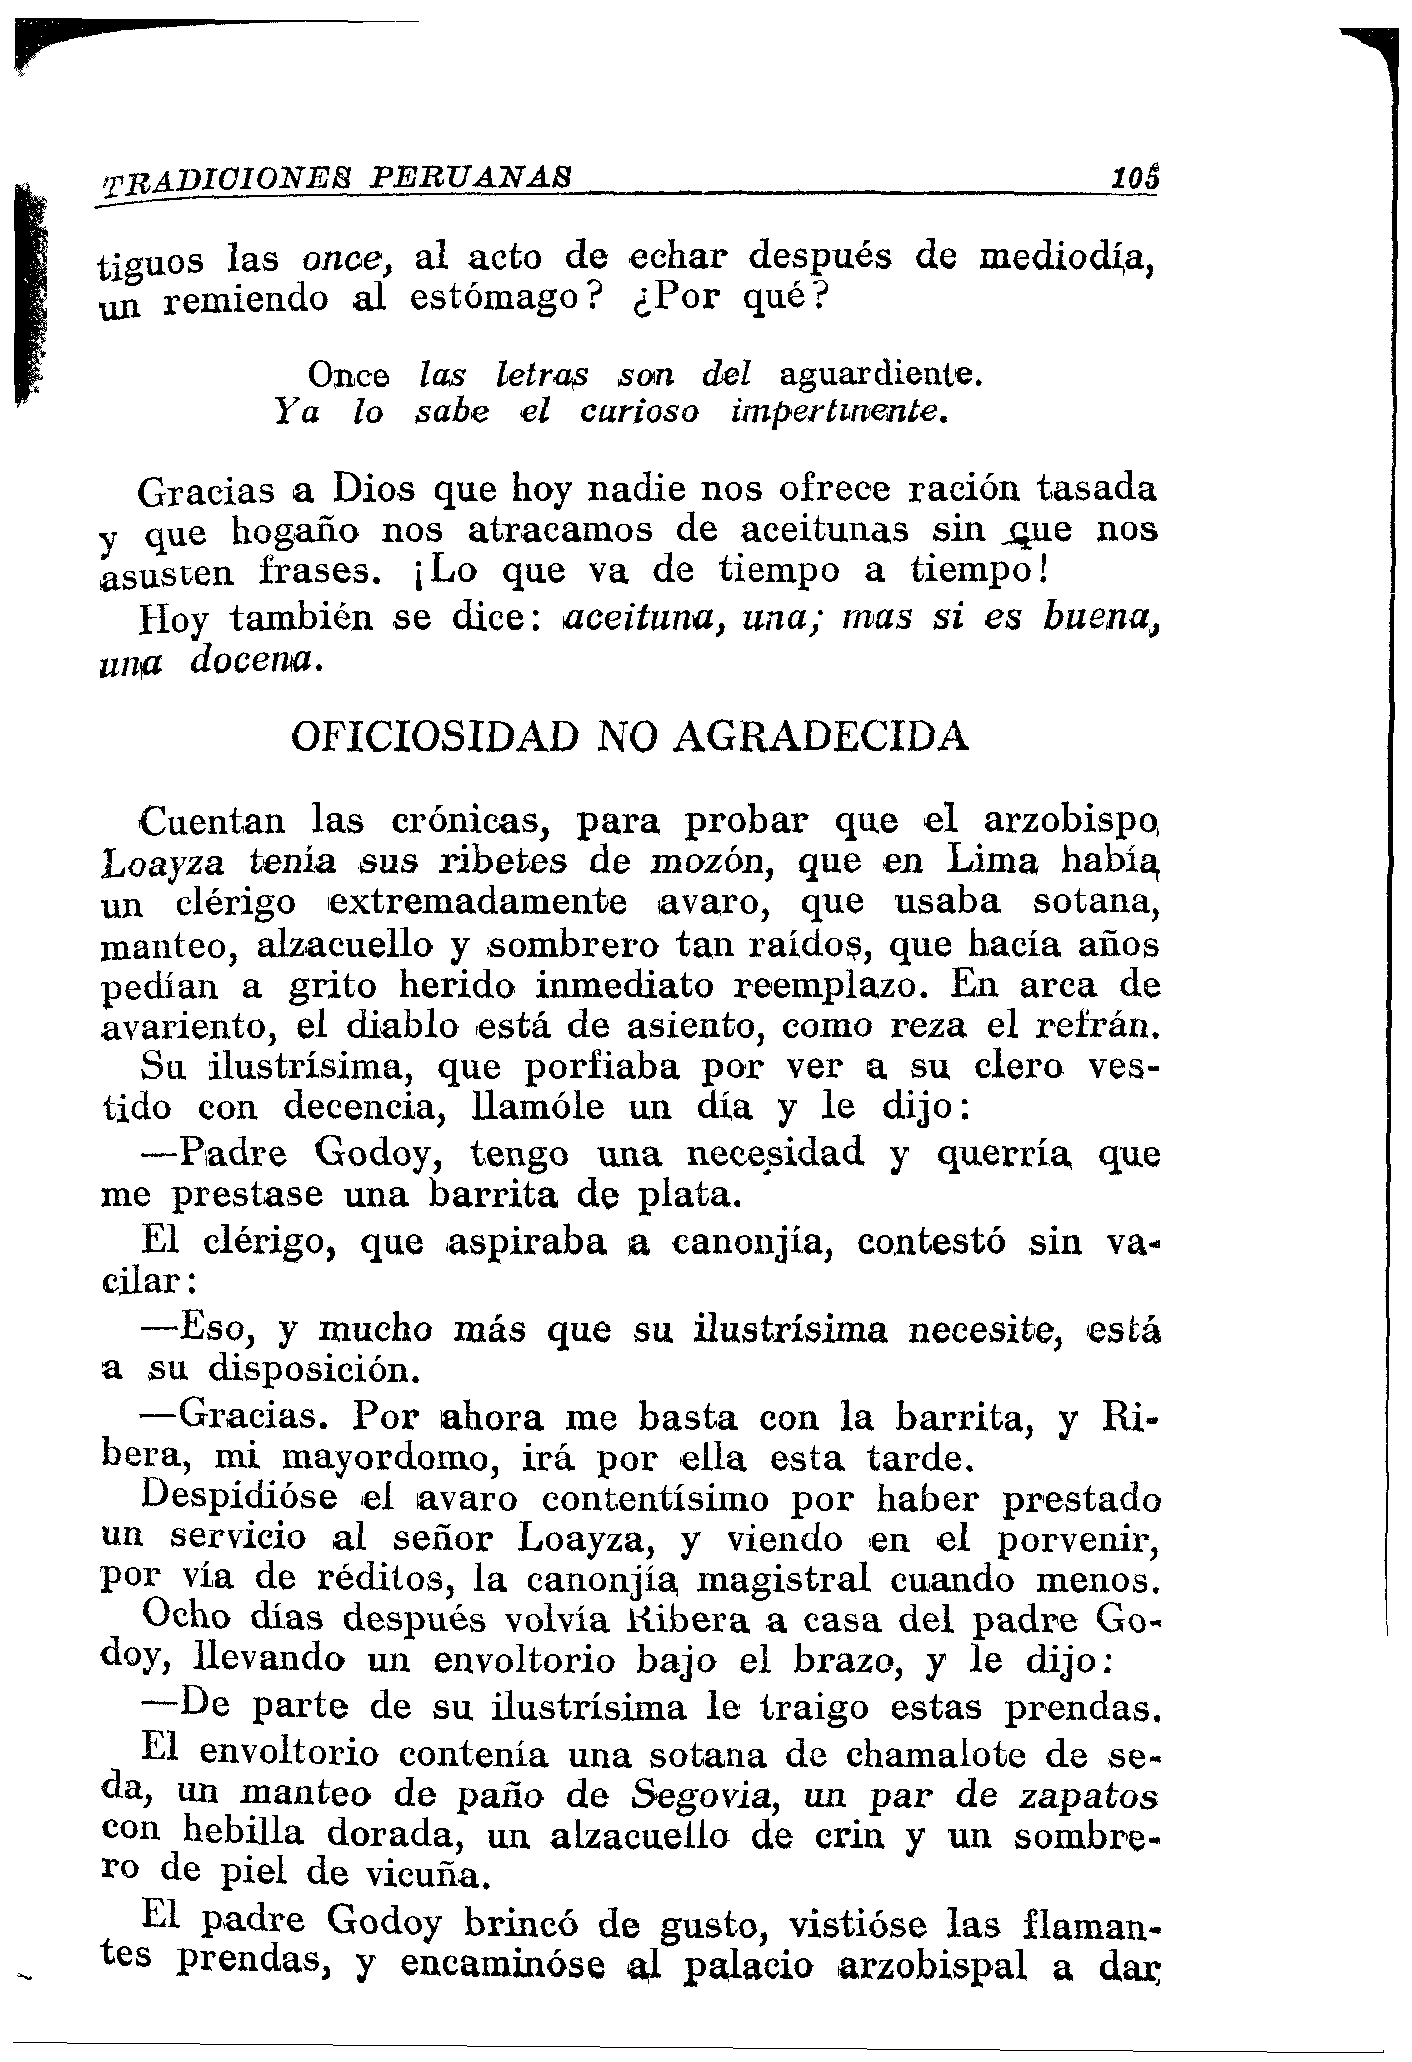 TRADICIONES PERUANAS 105
tiguos las once, al acto de echar después de mediodía,
un remiendo al estómago? ¿Por qué?
Once las letras son del aguardiente.
Ya lo sabe el curioso impertinente.
Gracias a Dios que hoy nadie nos ofrece ración tasada
y que hogaño nos atracamos de aceitunas sin que nos
asusten frases. ¡Lo que va de tiempo a tiempo!
Hoy también se dice: aceituna, una; mas si es buena,
una docena.
OFICIOSIDAD NO AGRADECIDA
Cuentan las crónicas, para probar que el arzobispo
Loayza tenía sus ribetes de mozón, que en Lima había
un clérigo extremadamente avaro, que usaba sotana,
manteo, alzacuello y sombrero tan raídos, que hacía años
pedían a grito herido inmediato reemplazo. En arca de
avariento, el diablo está de asiento, como reza el refrán.
Su ilustrísima, que porfiaba por ver a su clero ves-
tido con decencia, llamóle un día y le dijo:
—Padre Godoy, tengo una necesidad y querría que
me prestase una barrita de plata.
El clérigo, que aspiraba a canonjía, contestó sin va-
cilar:
—Eso, y mucho más que su ilustrísima necesite, está
a su disposición.
—Gracias. Por ahora me basta con la barrita, y Ri-
bera, mi mayordomo, irá por ella esta tarde.
Despidióse el avaro contentísimo por haber prestado
un servicio al señor Loayza, y viendo en el porvenir,
por vía de réditos, la canonjía magistral cuando menos.
Ocho días después volvía Ribera a casa del padre Go-
doy, llevando un envoltorio bajo el brazo, y le dijo:
—De parte de su ilustrísima le traigo estas prendas.
El envoltorio contenía una sotana de chamalote de se-
da, un manteo de paño de Segovia, un par de zapatos
con hebilla dorada, un alzacuello de crin y un sombre-
ro de piel de vicuña.
El padre Godoy brincó de gusto, vistióse las flaman-
tes prendas, y encaminóse al palacio arzobispal a dar